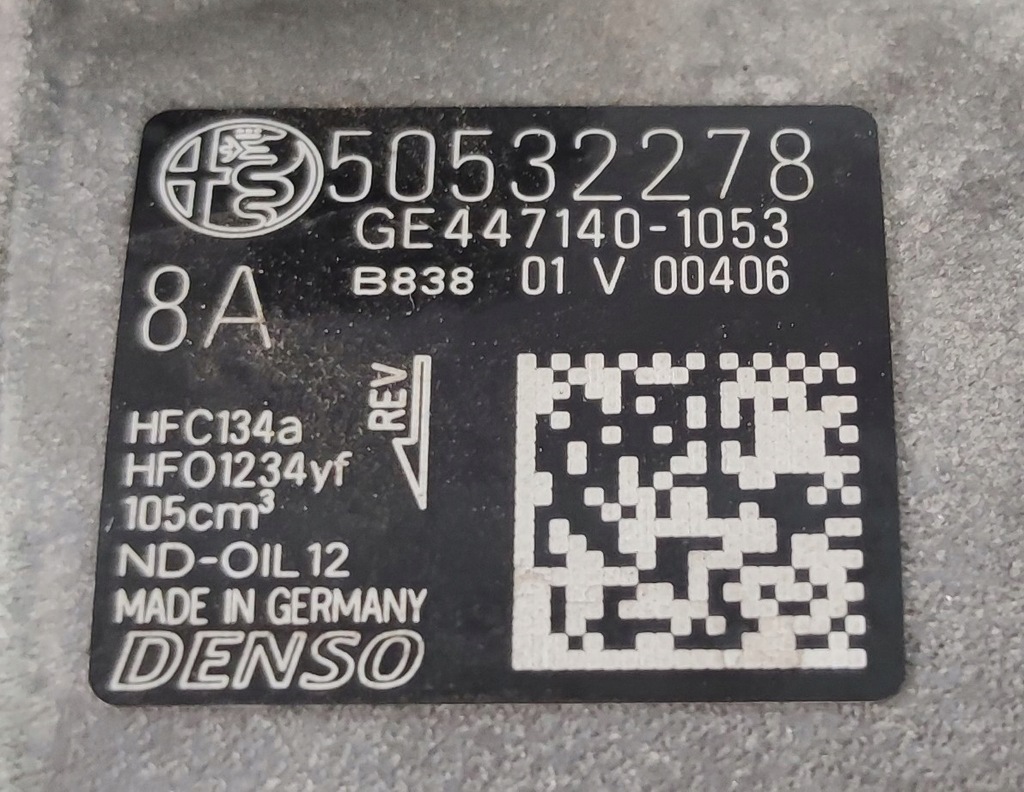 50532278
GE447140-1053
8A
B838 01 V 00406
REV
HFC134a
HFO1234yf
105cm³
ND-OIL 12
MADE IN GERMANY
DENSO